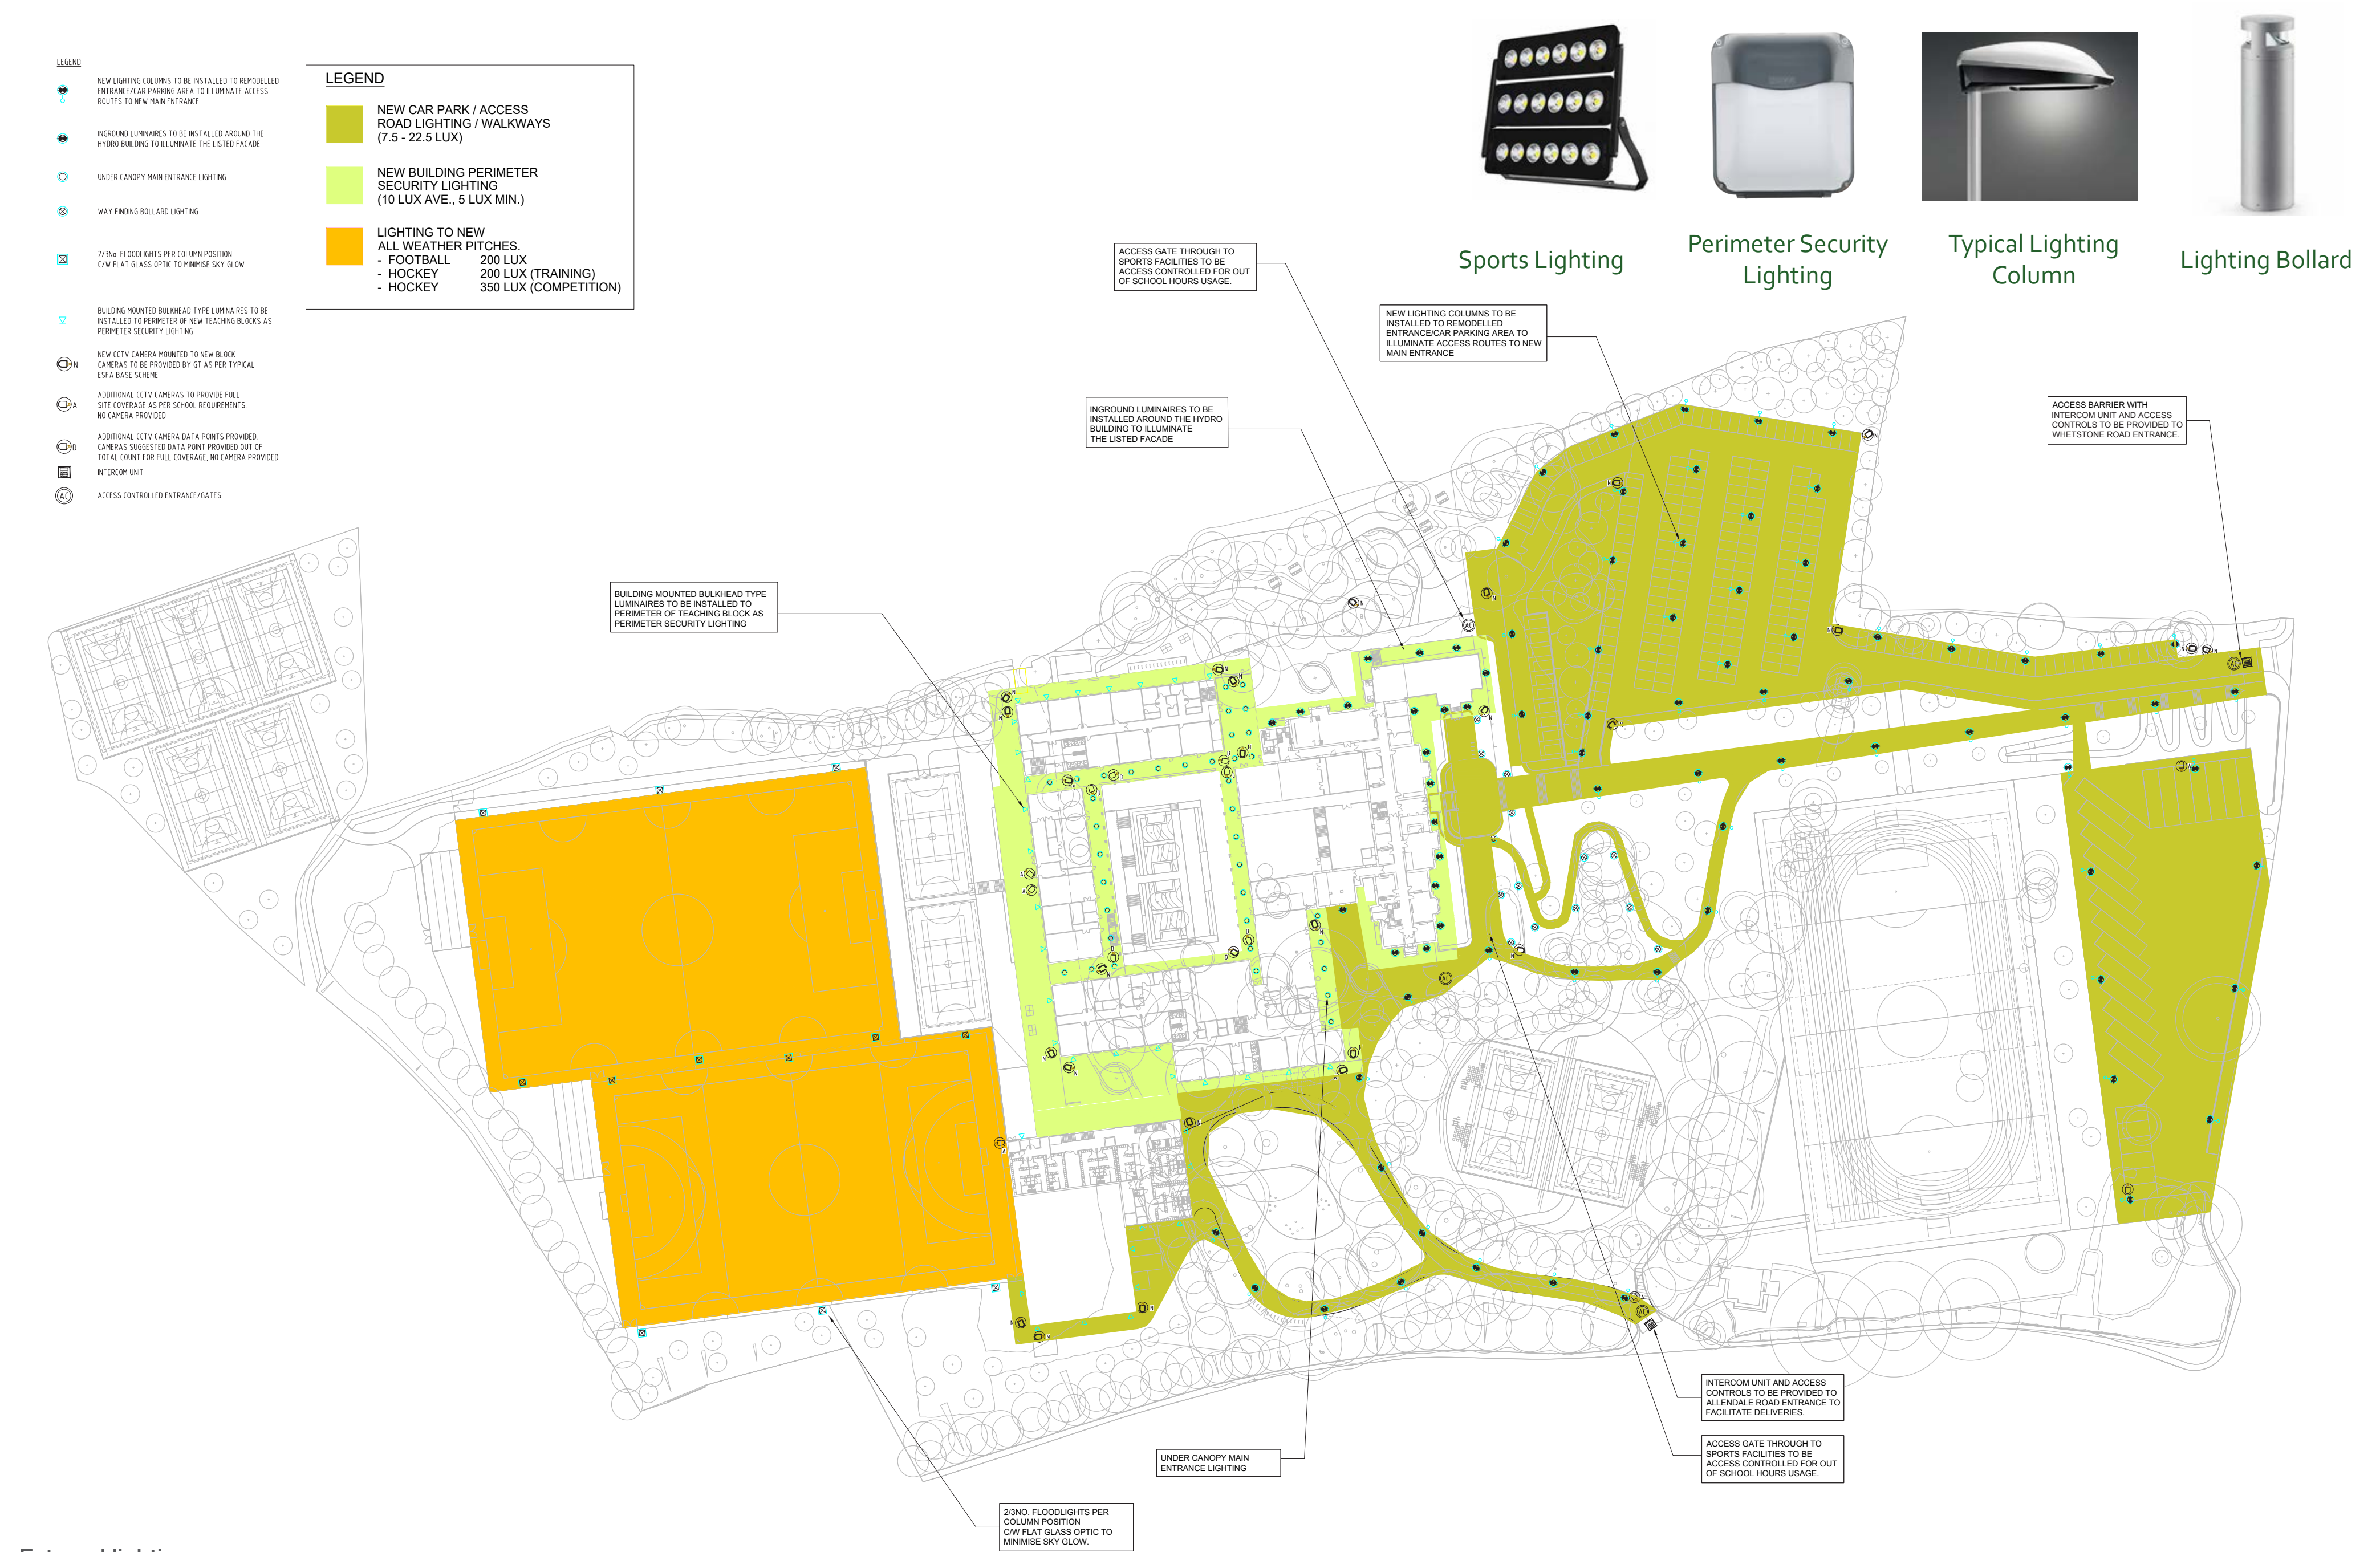 LEGEND
NEW LIGHTING COLUMNS TO BE INSTALLED TO REMODELLED
ENTRANCE/CAR PARKING AREA TO ILLUMINATE ACCESS
ROUTES TO NEW MAIN ENTRANCE
INGROUND LUMINAIRES TO BE INSTALLED AROUND THE
HYDRO BUILDING TO ILLUMINATE THE LISTED FACADE
UNDER CANOPY MAIN ENTRANCE LIGHTING
WAY FINDING BOLLARD LIGHTING
2/3No. FLOODLIGHTS PER COLUMN POSITION
C/W FLAT GLASS OPTIC TO MINIMISE SKY GLOW
BUILDING MOUNTED BULKHEAD TYPE LUMINAIRES TO BE
INSTALLED TO PERIMETER OF NEW TEACHING BLOCKS AS
PERIMETER SECURITY LIGHTING
N
NEW CCTV CAMERA MOUNTED TO NEW BLOCK
CAMERAS TO BE PROVIDED BY GT AS PER TYPICAL
ESFA BASE SCHEME
A
ADDITIONAL CCTV CAMERAS TO PROVIDE FULL
SITE COVERAGE AS PER SCHOOL REQUIREMENTS.
NO CAMERA PROVIDED
D
ADDITIONAL CCTV CAMERA DATA POINTS PROVIDED.
CAMERAS SUGGESTED DATA POINT PROVIDED OUT OF
TOTAL COUNT FOR FULL COVERAGE, NO CAMERA PROVIDED
INTERCOM UNIT
AC
ACCESS CONTROLLED ENTRANCE/GATES
LEGEND
NEW CAR PARK / ACCESS
ROAD LIGHTING / WALKWAYS
(7.5 - 22.5 LUX)
NEW BUILDING PERIMETER
SECURITY LIGHTING
(10 LUX AVE., 5 LUX MIN.)
LIGHTING TO NEW
ALL WEATHER PITCHES.
- FOOTBALL 200 LUX
- HOCKEY 200 LUX (TRAINING)
- HOCKEY 350 LUX (COMPETITION)
Sports Lighting
Perimeter Security
Lighting
Typical Lighting
Column
Lighting Bollard
ACCESS GATE THROUGH TO
SPORTS FACILITIES TO BE
ACCESS CONTROLLED FOR OUT
OF SCHOOL HOURS USAGE.
NEW LIGHTING COLUMNS TO BE
INSTALLED TO REMODELLED
ENTRANCE/CAR PARKING AREA TO
ILLUMINATE ACCESS ROUTES TO NEW
MAIN ENTRANCE
INGROUND LUMINAIRES TO BE
INSTALLED AROUND THE HYDRO
BUILDING TO ILLUMINATE
THE LISTED FACADE
ACCESS BARRIER WITH
INTERCOM UNIT AND ACCESS
CONTROLS TO BE PROVIDED TO
WHETSTONE ROAD ENTRANCE.
BUILDING MOUNTED BULKHEAD TYPE
LUMINAIRES TO BE INSTALLED TO
PERIMETER OF TEACHING BLOCK AS
PERIMETER SECURITY LIGHTING
AC
AC
AC
AC
INTERCOM UNIT AND ACCESS
CONTROLS TO BE PROVIDED TO
ALLENDALE ROAD ENTRANCE TO
FACILITATE DELIVERIES.
ACCESS GATE THROUGH TO
SPORTS FACILITIES TO BE
ACCESS CONTROLLED FOR OUT
OF SCHOOL HOURS USAGE.
UNDER CANOPY MAIN
ENTRANCE LIGHTING
2/3NO. FLOODLIGHTS PER
COLUMN POSITION
C/W FLAT GLASS OPTIC TO
MINIMISE SKY GLOW.